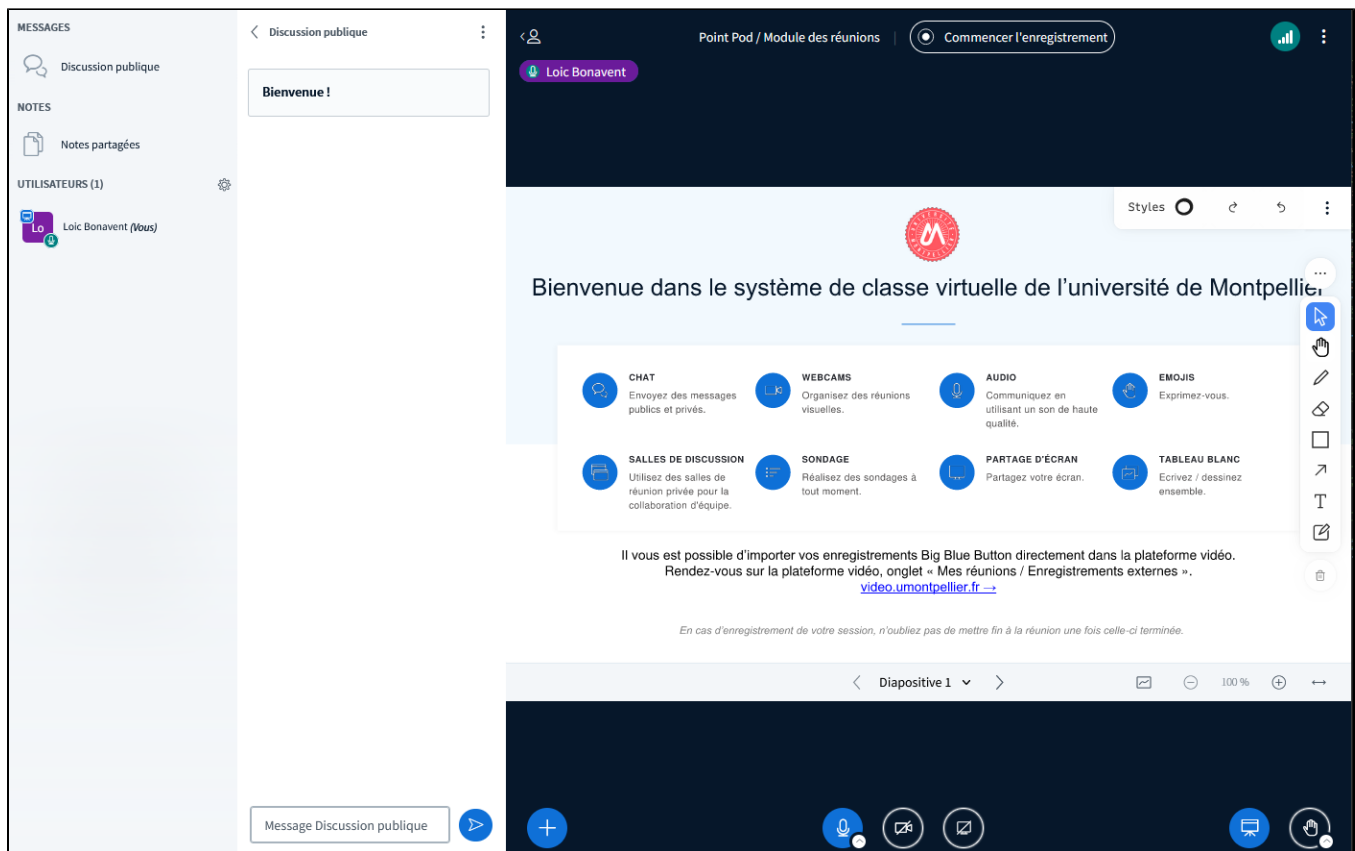 MESSAGES
Discussion publique
NOTES
Notes partagées
UTILISATEURS (1)
Lo
Loic Bonavent (Vous)
Discussion publique
Bienvenue !
Message Discussion publique
Point Pod / Module des réunions
Commencer l'enregistrement
Loic Bonavent
Styles
Bienvenue dans le système de classe virtuelle de l'université de Montpellier
CHAT
Envoyez des messages
publics et privés.
WEBCAMS
Organisez des réunions
visuelles.
AUDIO
Communiquez en
utilisant un son de haute
qualité.
EMOJIS
Exprimez-vous.
SALLES DE DISCUSSION
Utilisez des salles de
réunion privée pour la
collaboration d'équipe.
SONDAGE
Réalisez des sondages à
tout moment.
PARTAGE D'ÉCRAN
Partagez votre écran.
TABLEAU BLANC
Ecrivez / dessinez
ensemble.
T
Il vous est possible d'importer vos enregistrements Big Blue Button directement dans la plateforme vidéo.
Rendez-vous sur la plateforme vidéo, onglet « Mes réunions / Enregistrements externes ».
video.umontpellier.fr →
En cas d'enregistrement de votre session, n'oubliez pas de mettre fin à la réunion une fois celle-ci terminée.
Diapositive 1
100 %